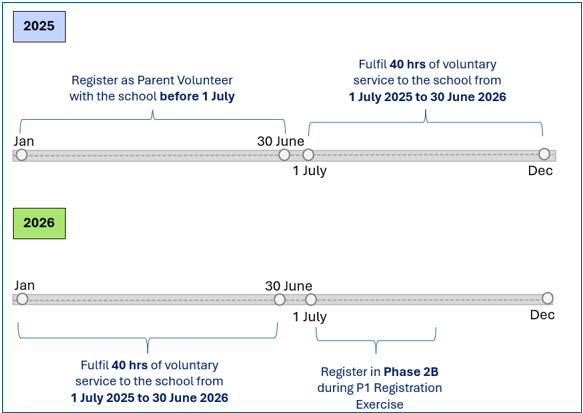 2025
Register as Parent Volunteer
with the school before 1 July
Fulfil 40 hrs of voluntary
service to the school from
1 July 2025 to 30 June 2026
Jan
30 June
1 July
Dec
2026
Jan
30 June
1 July
Dec
Fulfil 40 hrs of voluntary
service to the school from
1 July 2025 to 30 June 2026
Register in Phase 2B
during P1 Registration
Exercise